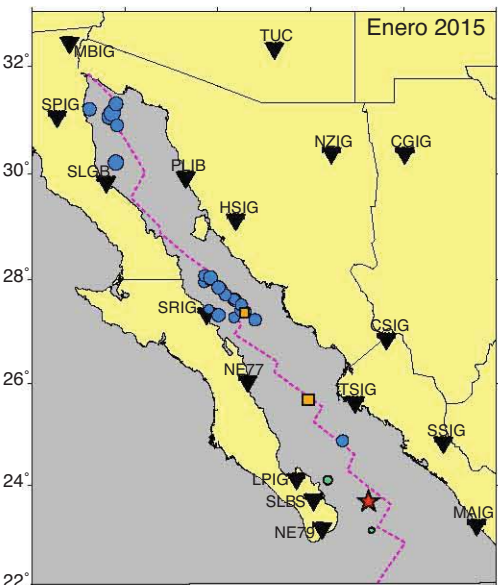 Enero 2015
TUC
MBIG
32°
SPIG
NZIG
CGIG
30°
SLGB
PLIB
HSIG
28°
SRIG
CSIG
NE77
26°
TSIG
SSIG
LPIG
24°
SLBS
MAIG
NE79
22°